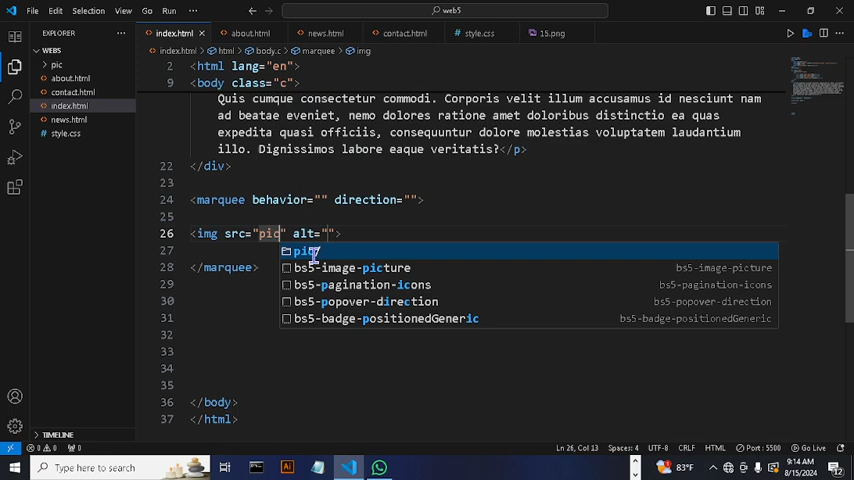 File Edit Selection View Go Run ··· web5
EXPLORER ···
index.html about.html news.html contact.html style.css 15.png
index.html > html > body.c > marquee > img
WEB5
pic
about.html
contact.html
index.html
news.html
style.css
2 <html lang="en">
9 <body class="c">
Quis cumque consectetur commodi. Corporis velit illum accusamus id nesciunt nam
ad beatae eveniet, nemo dolores ratione amet doloribus distinctio ea quas
expedita quasi officiis, consequuntur dolore molestias voluptatem laudantium
illo. Dignissimos labore eaque veritatis?</p>
22 </div>
23
24 <marquee behavior="" direction="">
25
26 <img src="pic" alt="">
27 pic/
bs5-image-picture bs5-image-picture
28 </marquee>
29 bs5-pagination-icons bs5-pagination-icons
30 bs5-popover-direction bs5-popover-direction
31 bs5-badge-positionedGeneric bs5-badge-positionedGeneric
32
33
34
35
36 </body>
37 </html>
TIMELINE
0 0 0 Ln 26, Col 13 Spaces: 4 UTF-8 CRLF HTML Port : 5500 Go Live
Type here to search 83°F 9:14 AM
8/15/2024 12